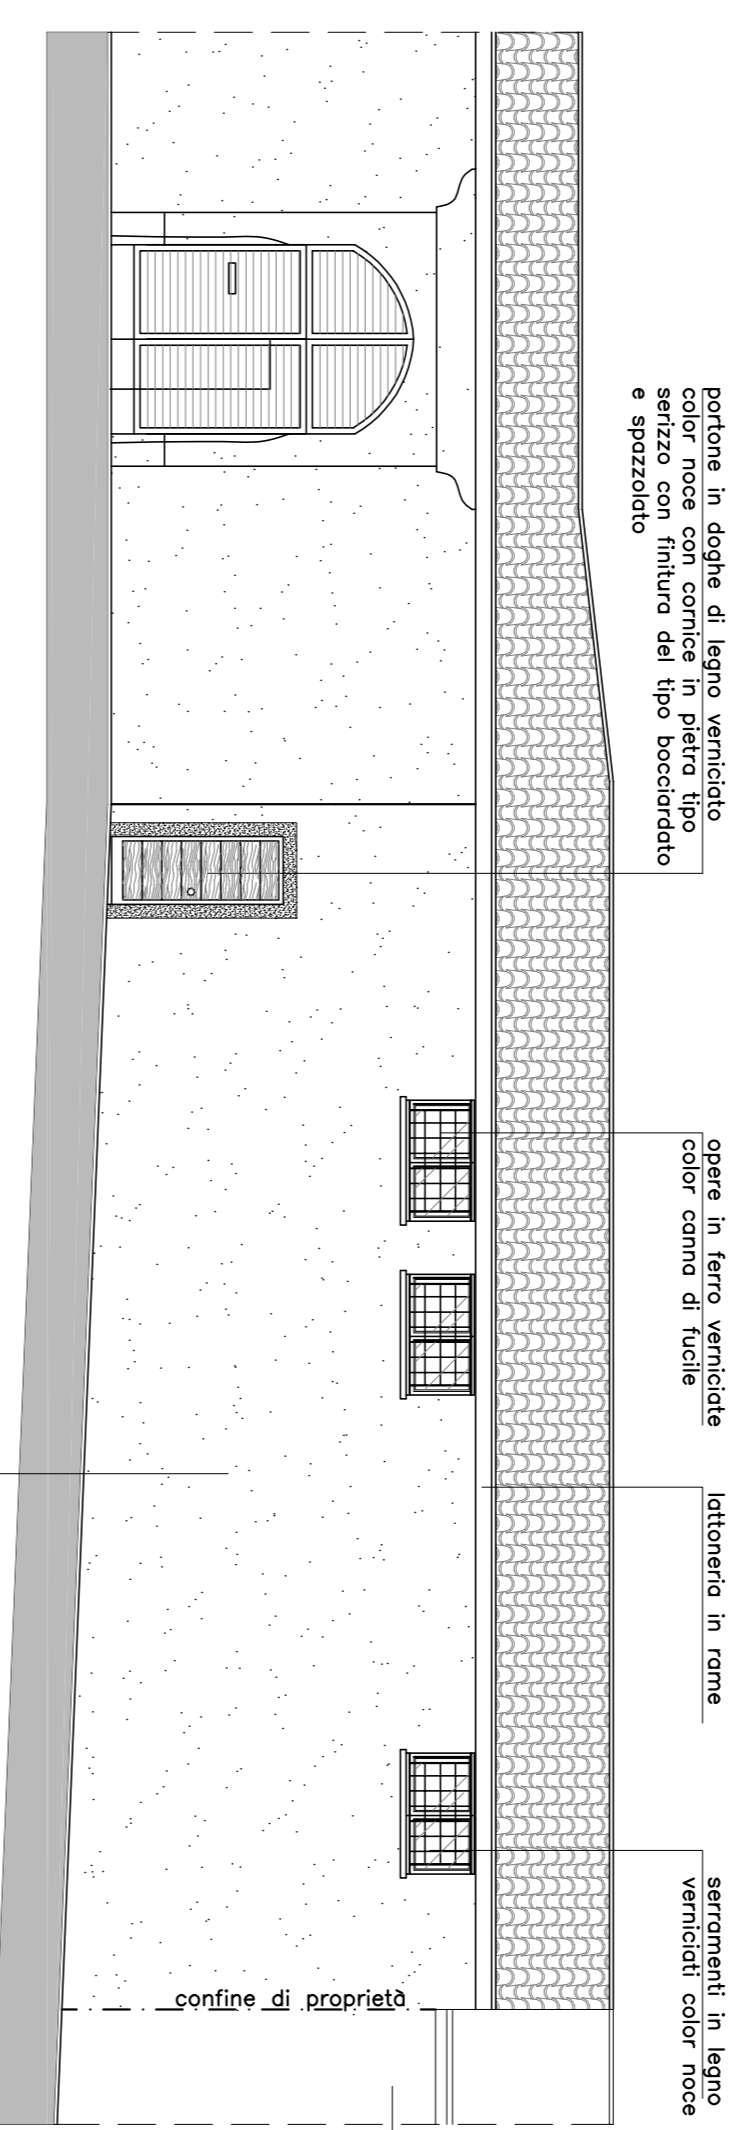 portone in doghe di legno verniciato
color noce con cornice in pietra tipo
serizzo con finitura del tipo bocciardato
e spazzolato
opere in ferro verniciate
color canna di fucile
lattoneria in rame
serramenti in legno
verniciati color noce
confine di proprietà